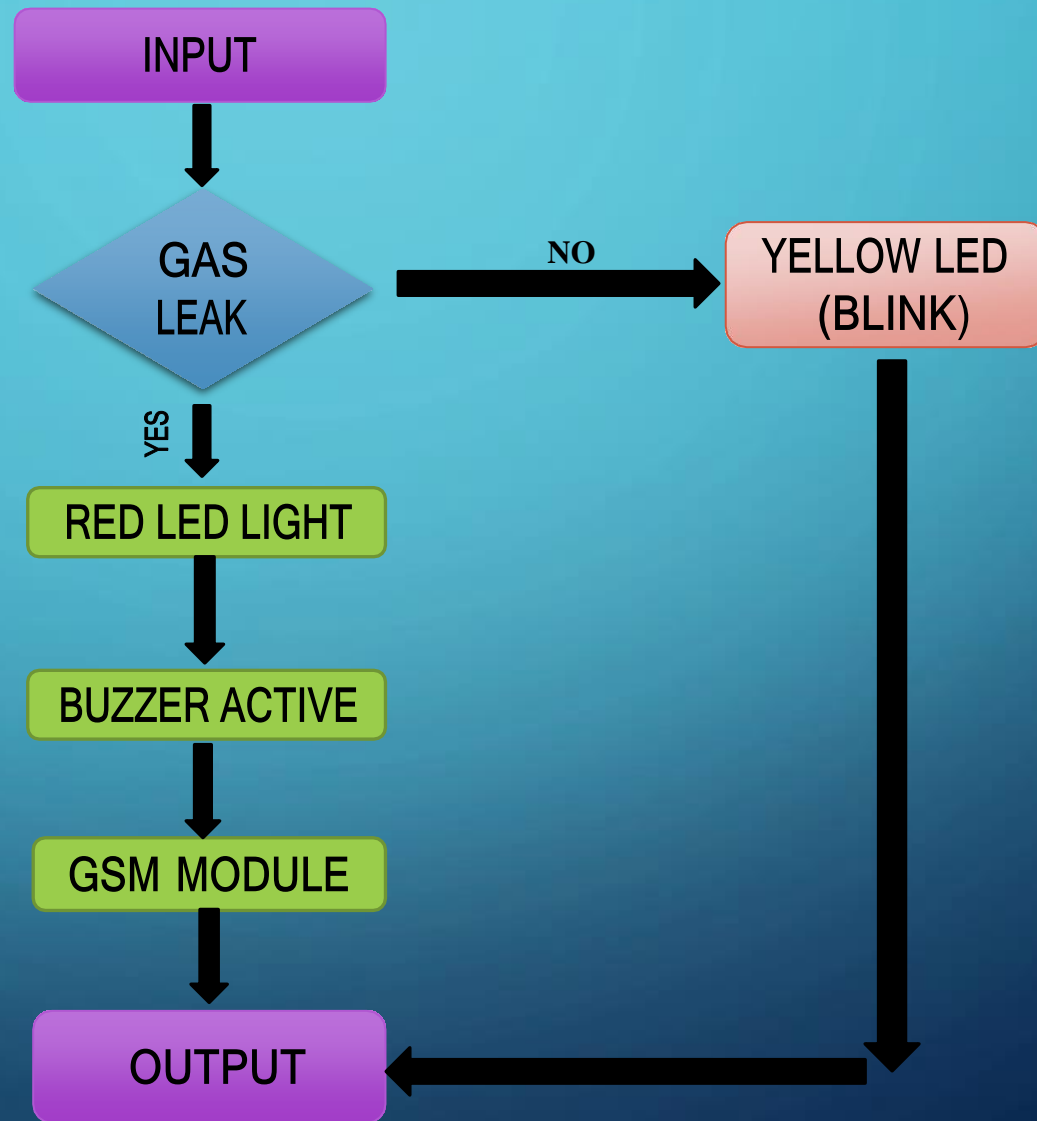 INPUT
GAS
LEAK
NO
YELLOW LED
(BLINK)
YES
RED LED LIGHT
BUZZER ACTIVE
GSM MODULE
OUTPUT